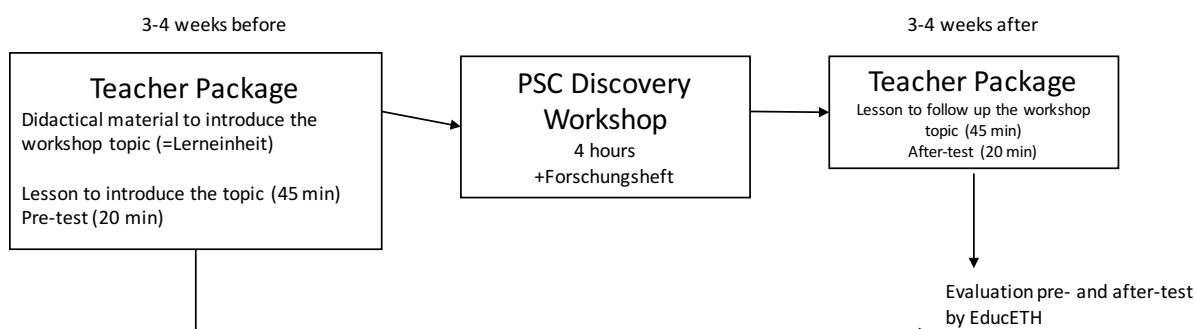 3-4 weeks before
3-4 weeks after
Teacher Package
Didactical material to introduce the
workshop topic (=Lerneinheit)
Lesson to introduce the topic (45 min)
Pre-test (20 min)
PSC Discovery
Workshop
4 hours
+Forschungsheft
Teacher Package
Lesson to follow up the workshop
topic (45 min)
After-test (20 min)
Evaluation pre- and after-test
by EducETH